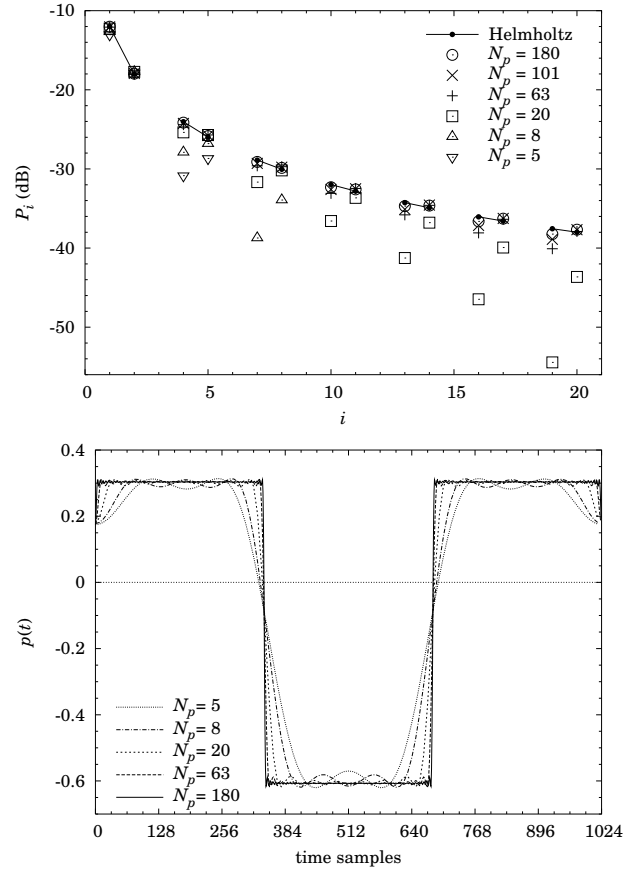 -10
-20
-30
-40
-50
P_i (dB)
0 5 10 15 20
i
Helmholtz
N_p = 180
N_p = 101
N_p = 63
N_p = 20
N_p = 8
N_p = 5
0.4
0.2
0
-0.2
-0.4
-0.6
p(t)
N_p = 5
N_p = 8
N_p = 20
N_p = 63
N_p = 180
0 128 256 384 512 640 768 896 1024
time samples